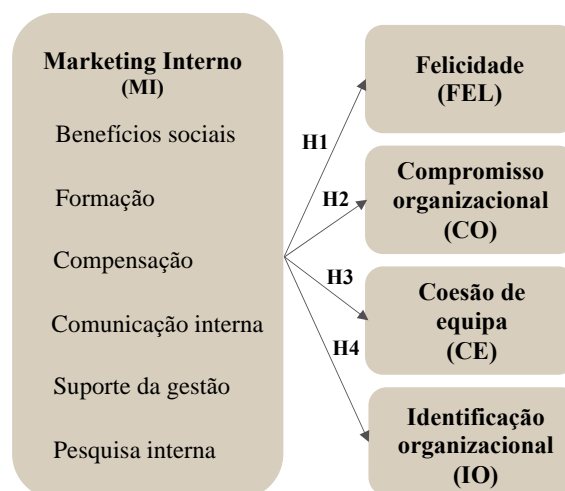 Marketing Interno
(MI)
Benefícios sociais
Formação
Compensação
Comunicação interna
Suporte da gestão
Pesquisa interna
H1
H2
H3
H4
Felicidade
(FEL)
Compromisso
organizacional
(CO)
Coesão de
equipa
(CE)
Identificação
organizacional
(IO)